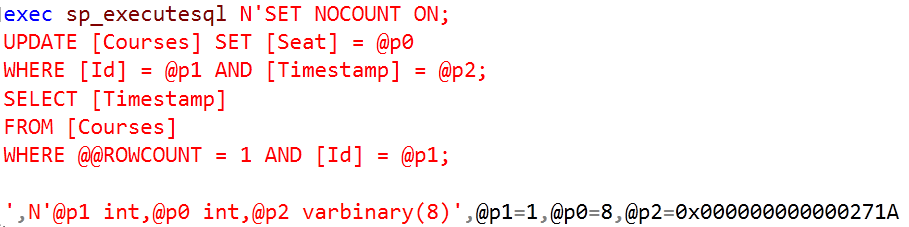 exec sp_executesql N'SET NOCOUNT ON;
UPDATE [Courses] SET [Seat] = @p0
WHERE [Id] = @p1 AND [Timestamp] = @p2;
SELECT [Timestamp]
FROM [Courses]
WHERE @@ROWCOUNT = 1 AND [Id] = @p1;
',N'@p1 int,@p0 int,@p2 varbinary(8)',@p1=1,@p0=8,@p2=0x000000000000271A